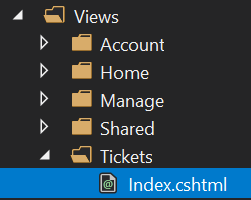 Views
Account
Home
Manage
Shared
Tickets
Index.cshtml